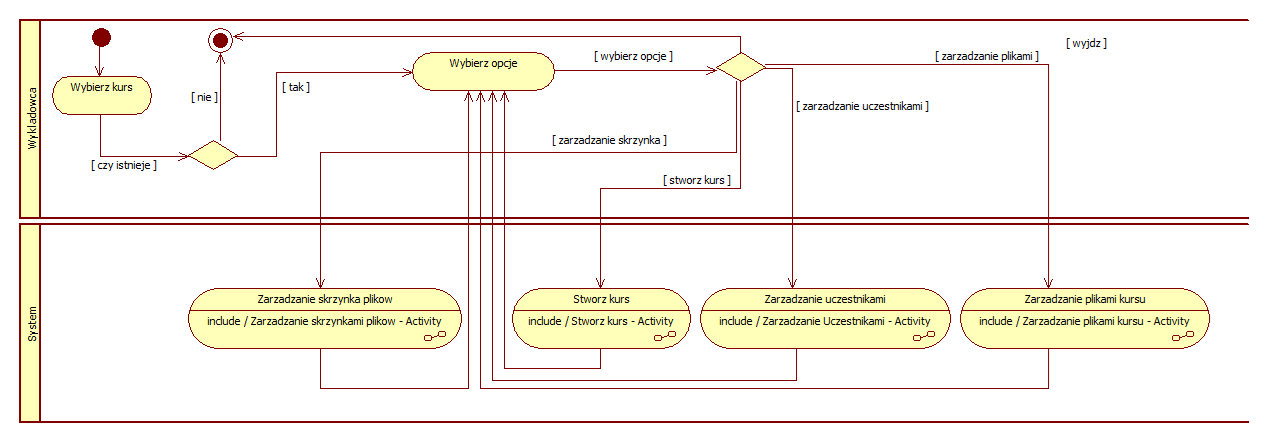 Wykladowca
Wybierz kurs
[ czy istnieje ]
[ nie ]
[ tak ]
Wybierz opcje
[ wybierz opcje ]
[ zarzadzanie plikami ]
[ wyjdz ]
[ zarzadzanie uczestnikami ]
[ zarzadzanie skrzynka ]
[ stworz kurs ]
System
Zarzadzanie skrzynka plikow
include / Zarzadzanie skrzynkami plikow - Activity
Stworz kurs
include / Stworz kurs - Activity
Zarzadzanie uczestnikami
include / Zarzadzanie Uczestnikami - Activity
Zarzadzanie plikami kursu
include / Zarzadzanie plikami kursu - Activity